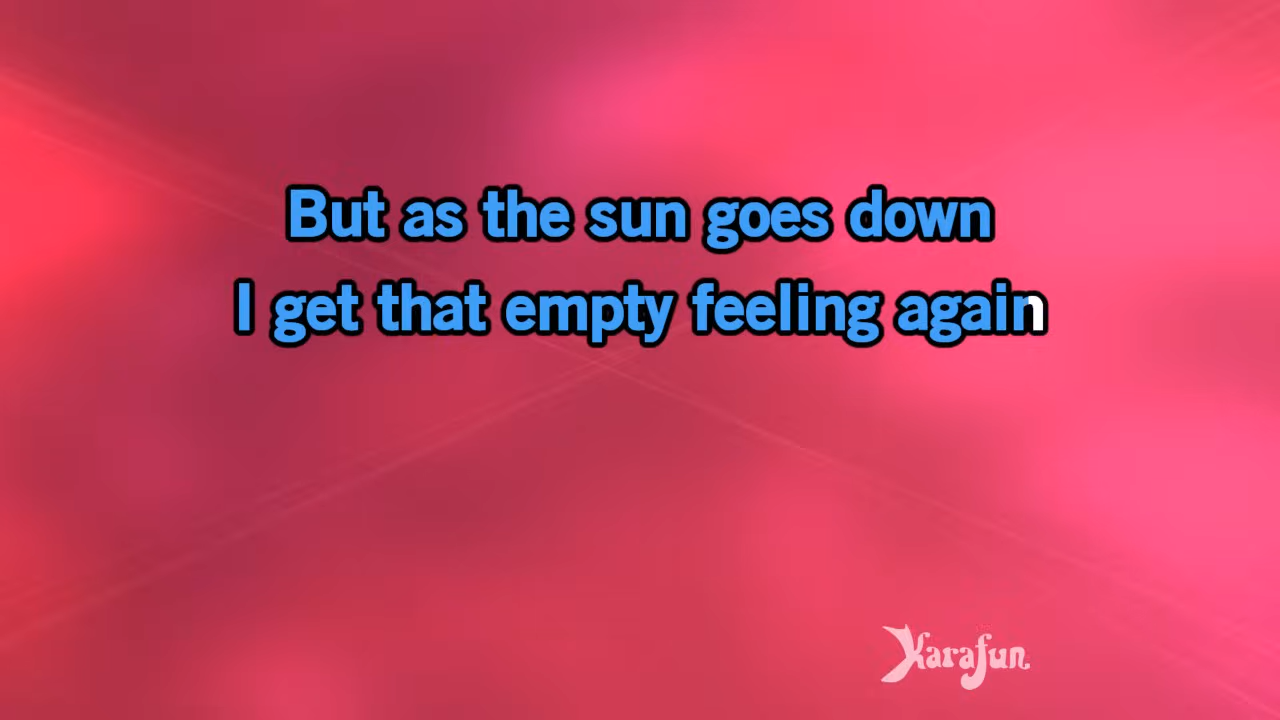 But as the sun goes down
I get that empty feeling again
Karafun